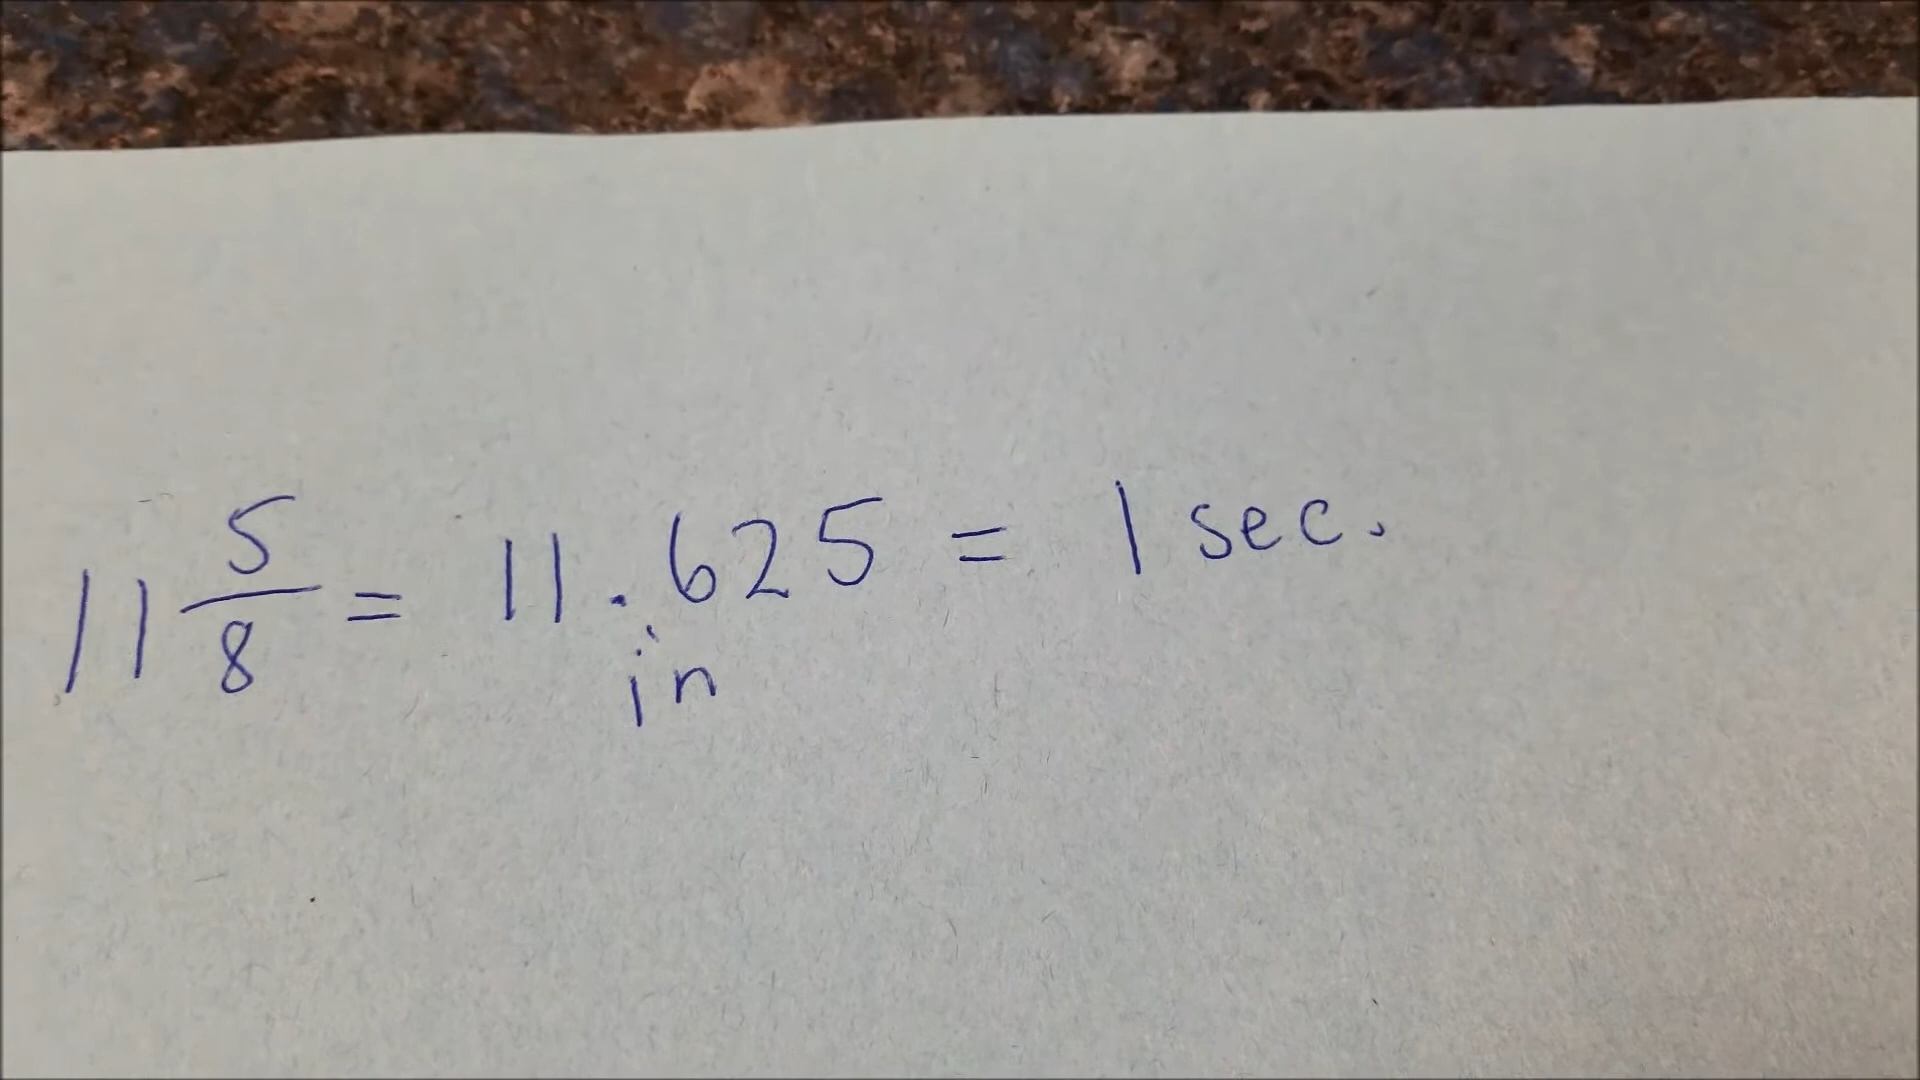 11 5/8 = 11.625 = 1 sec.
in